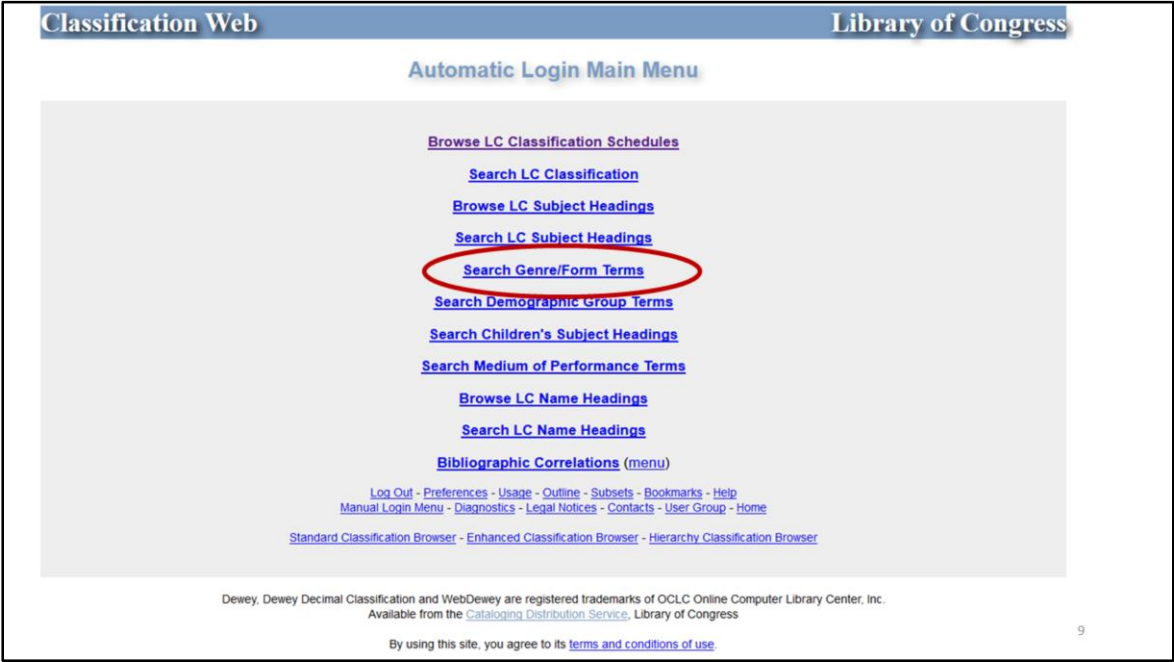 Classification Web Library of Congress
Automatic Login Main Menu
Browse LC Classification Schedules
Search LC Classification
Browse LC Subject Headings
Search LC Subject Headings
Search Genre/Form Terms
Search Demographic Group Terms
Search Children's Subject Headings
Search Medium of Performance Terms
Browse LC Name Headings
Search LC Name Headings
Bibliographic Correlations (menu)
Log Out - Preferences - Usage - Outline - Subsets - Bookmarks - Help
Manual Login Menu - Diagnostics - Legal Notices - Contacts - User Group - Home
Standard Classification Browser - Enhanced Classification Browser - Hierarchy Classification Browser
Dewey, Dewey Decimal Classification and WebDewey are registered trademarks of OCLC Online Computer Library Center, Inc.
Available from the Cataloging Distribution Service, Library of Congress
9
By using this site, you agree to its terms and conditions of use.